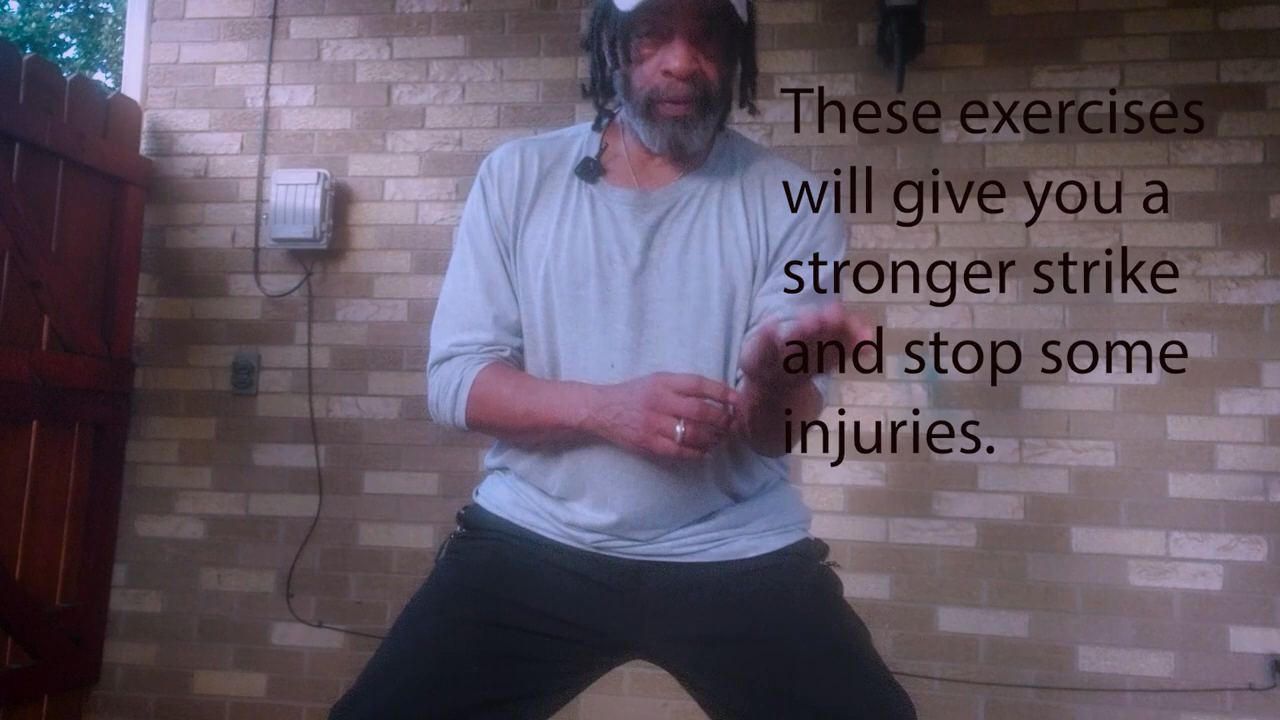 These exercises
will give you a
stronger strike
and stop some
injuries.